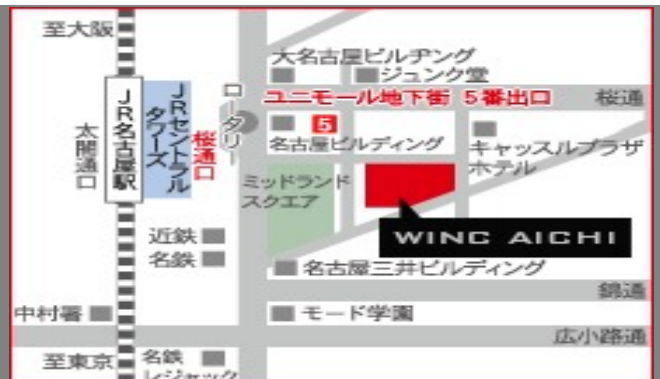 至大阪
大名古屋ビルヂング
ジュンク堂
ユニモール地下街 5番出口
桜通
JR名古屋駅
JRセントラル
タワーズ
桜通口
ロータリー
太閤通口
5
名古屋ビルディング
キャッスルプラザ
ホテル
ミッドランド
スクエア
WINC AICHI
近鉄
名鉄
名古屋三井ビルディング
錦通
中村署
モード学園
広小路通
至東京
名鉄
レジャック